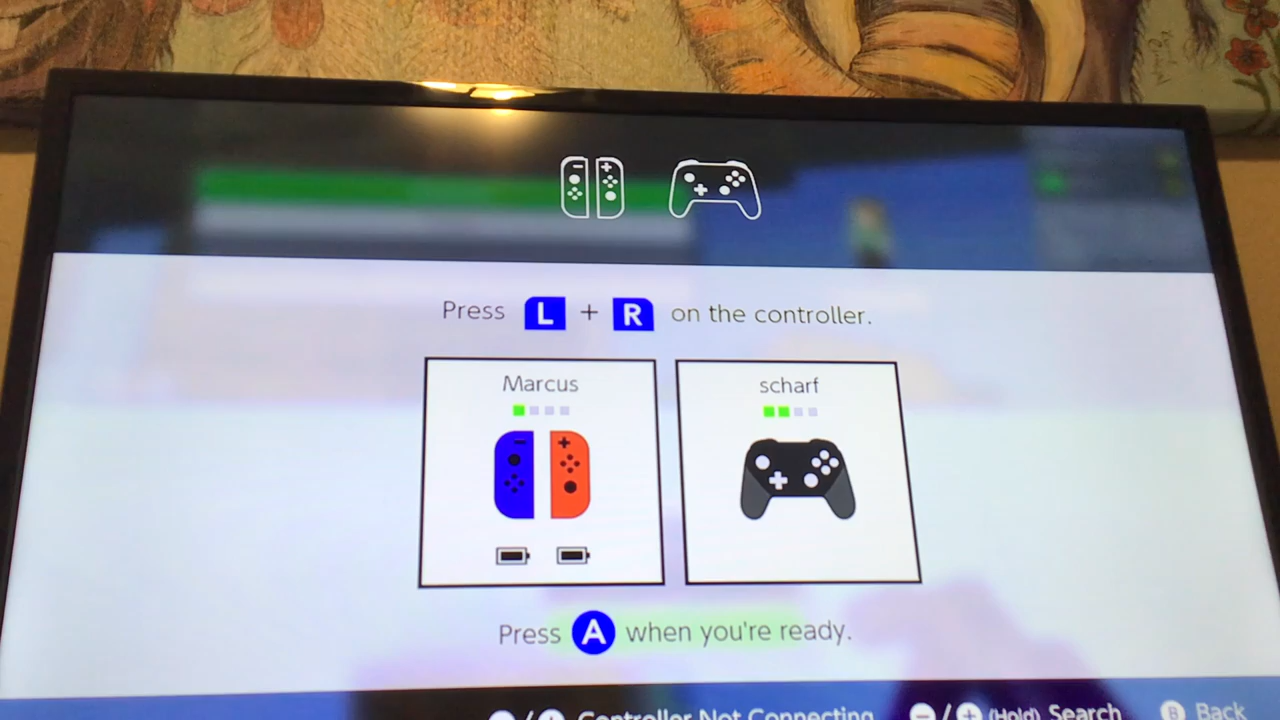 Press L + R on the controller.
Marcus
scharf
Press A when you're ready.
Controller Not Connecting
(Hold) Search
B Back